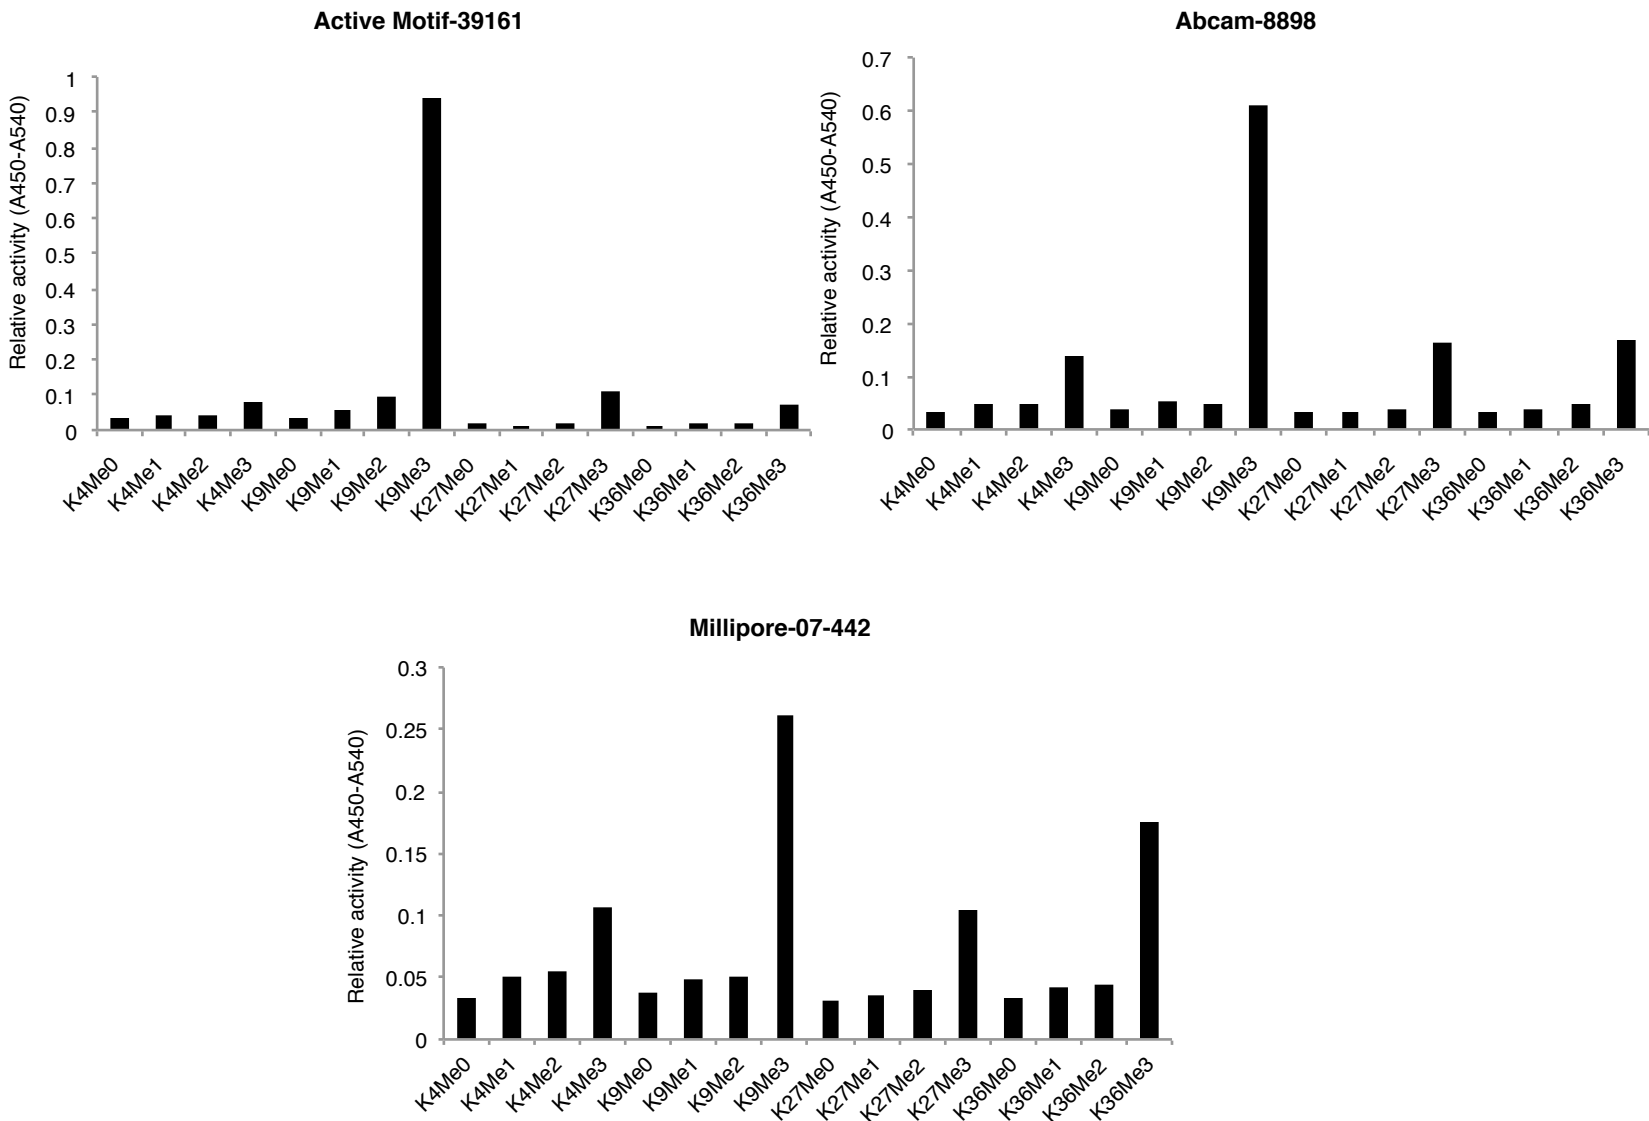 Active Motif-39161
Relative activity (A450-A540)
1
0.9
0.8
0.7
0.6
0.5
0.4
0.3
0.2
0.1
0
K4Me0
K4Me1
K4Me2
K4Me3
K9Me0
K9Me1
K9Me2
K9Me3
K27Me0
K27Me1
K27Me2
K27Me3
K36Me0
K36Me1
K36Me2
K36Me3
Abcam-8898
Relative activity (A450-A540)
0.7
0.6
0.5
0.4
0.3
0.2
0.1
0
K4Me0
K4Me1
K4Me2
K4Me3
K9Me0
K9Me1
K9Me2
K9Me3
K27Me0
K27Me1
K27Me2
K27Me3
K36Me0
K36Me1
K36Me2
K36Me3
Millipore-07-442
Relative activity (A450-A540)
0.3
0.25
0.2
0.15
0.1
0.05
0
K4Me0
K4Me1
K4Me2
K4Me3
K9Me0
K9Me1
K9Me2
K9Me3
K27Me0
K27Me1
K27Me2
K27Me3
K36Me0
K36Me1
K36Me2
K36Me3